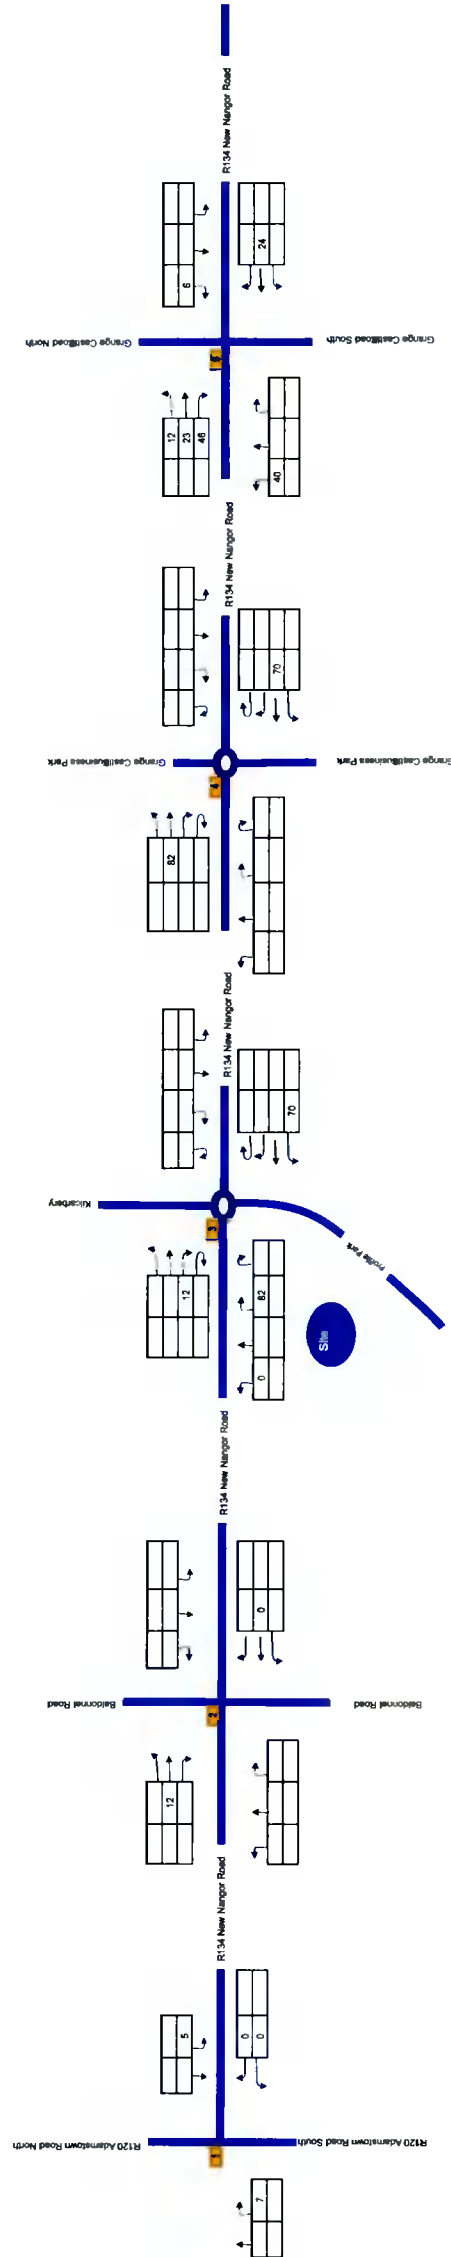 R134 New Nangor Road
6
24
Grange Castle Road North
5
Grange Castle Road South
12
23
46
40
R134 New Nangor Road
70
Grange Castle Business Park
4
Grange Castle Business Park
82
R134 New Nangor Road
70
Kilcarbery
3
Profile Park
12
0
82
Site
R134 New Nangor Road
0
Baldonnel Road
2
Baldonnel Road
12
R134 New Nangor Road
5
0
0
R120 Adamstown Road North
1
R120 Adamstown Road South
7